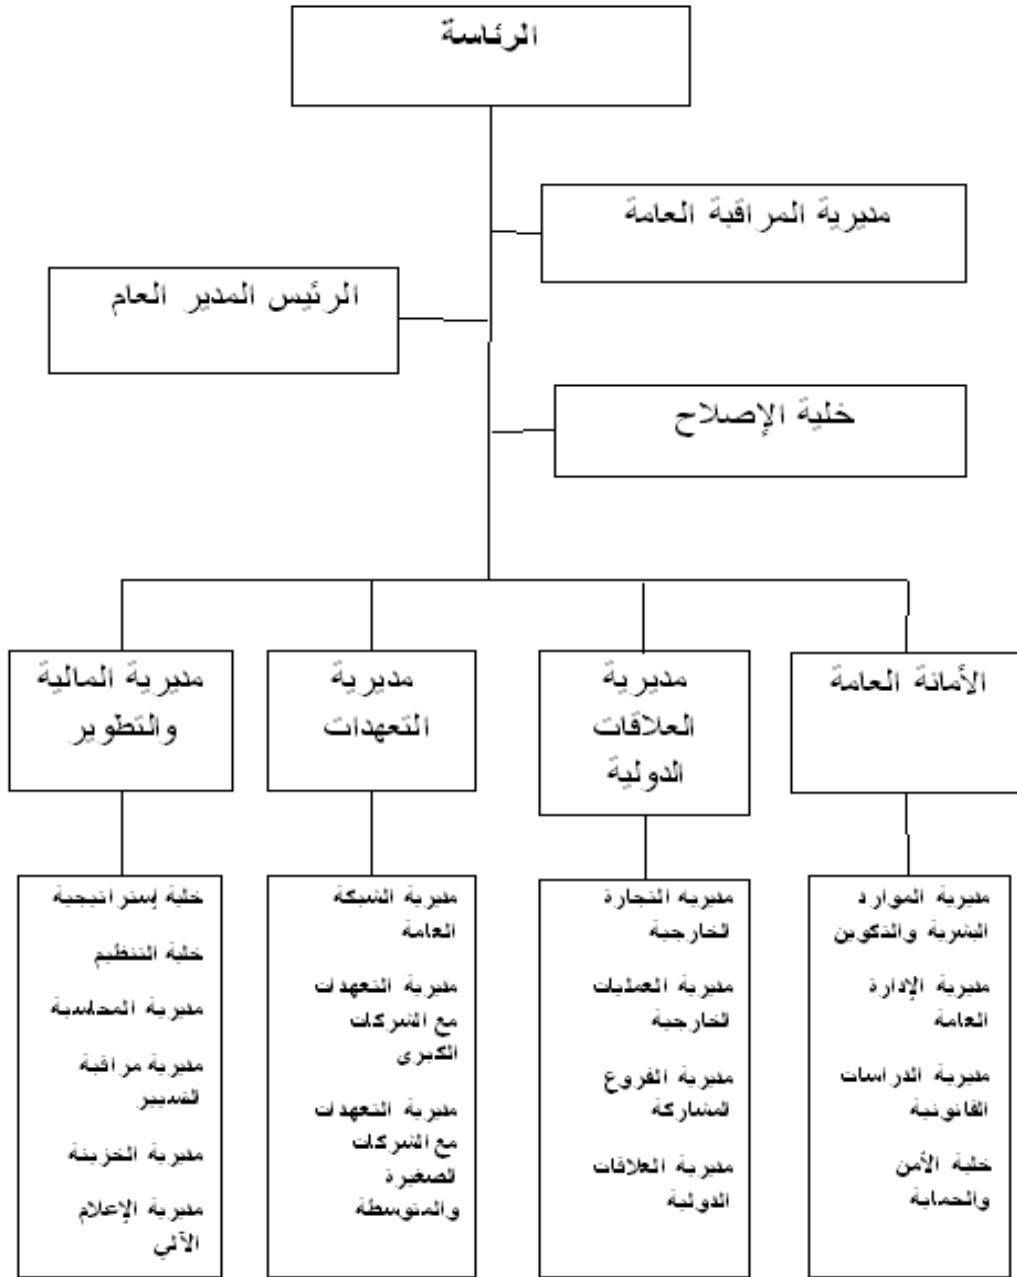 الرئاسة
مديرية المراقبة العامة
الرئيس المدير العام
خلية الإصلاح
الأمانة العامة
مديرية
العلاقات
الدولية
مديرية
التعهدات
مديرية المالية
والتطوير
مديرية الموارد
البشرية والتكوين
مديرية الإدارة
العامة
مديرية الدراسات
القانونية
خلية الأمن
والحماية
مديرية التجارة
الخارجية
مديرية العمليات
الخارجية
مديرية الفروع
المشاركة
مديرية العلاقات
الدولية
مديرية الشبكة
العامة
مديرية التعهدات
مع الشركات
الكبرى
مديرية التعهدات
مع الشركات
الصغيرة
والمتوسطة
خلية إستراتيجية
خلية التنظيم
مديرية المحاسبة
مديرية مراقبة
التسيير
مديرية الخزينة
مديرية الإعلام
الآلي